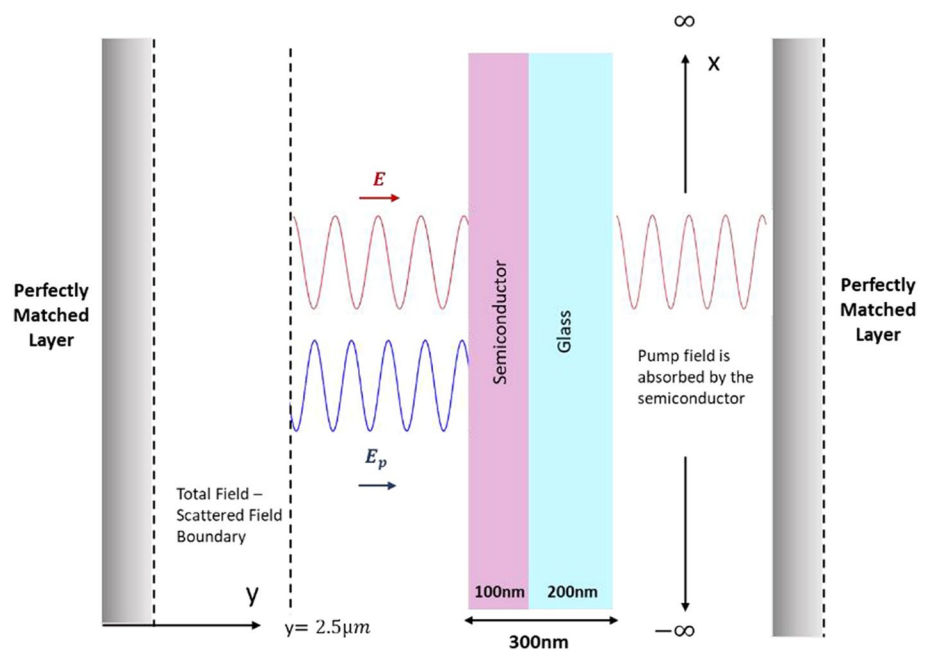 ∞
x
E
Perfectly
Matched
Layer
Semiconductor
Glass
Perfectly
Matched
Layer
Pump field is
absorbed by the
semiconductor
E_p
Total Field –
Scattered Field
Boundary
y
100nm
200nm
y= 2.5μm
300nm
−∞